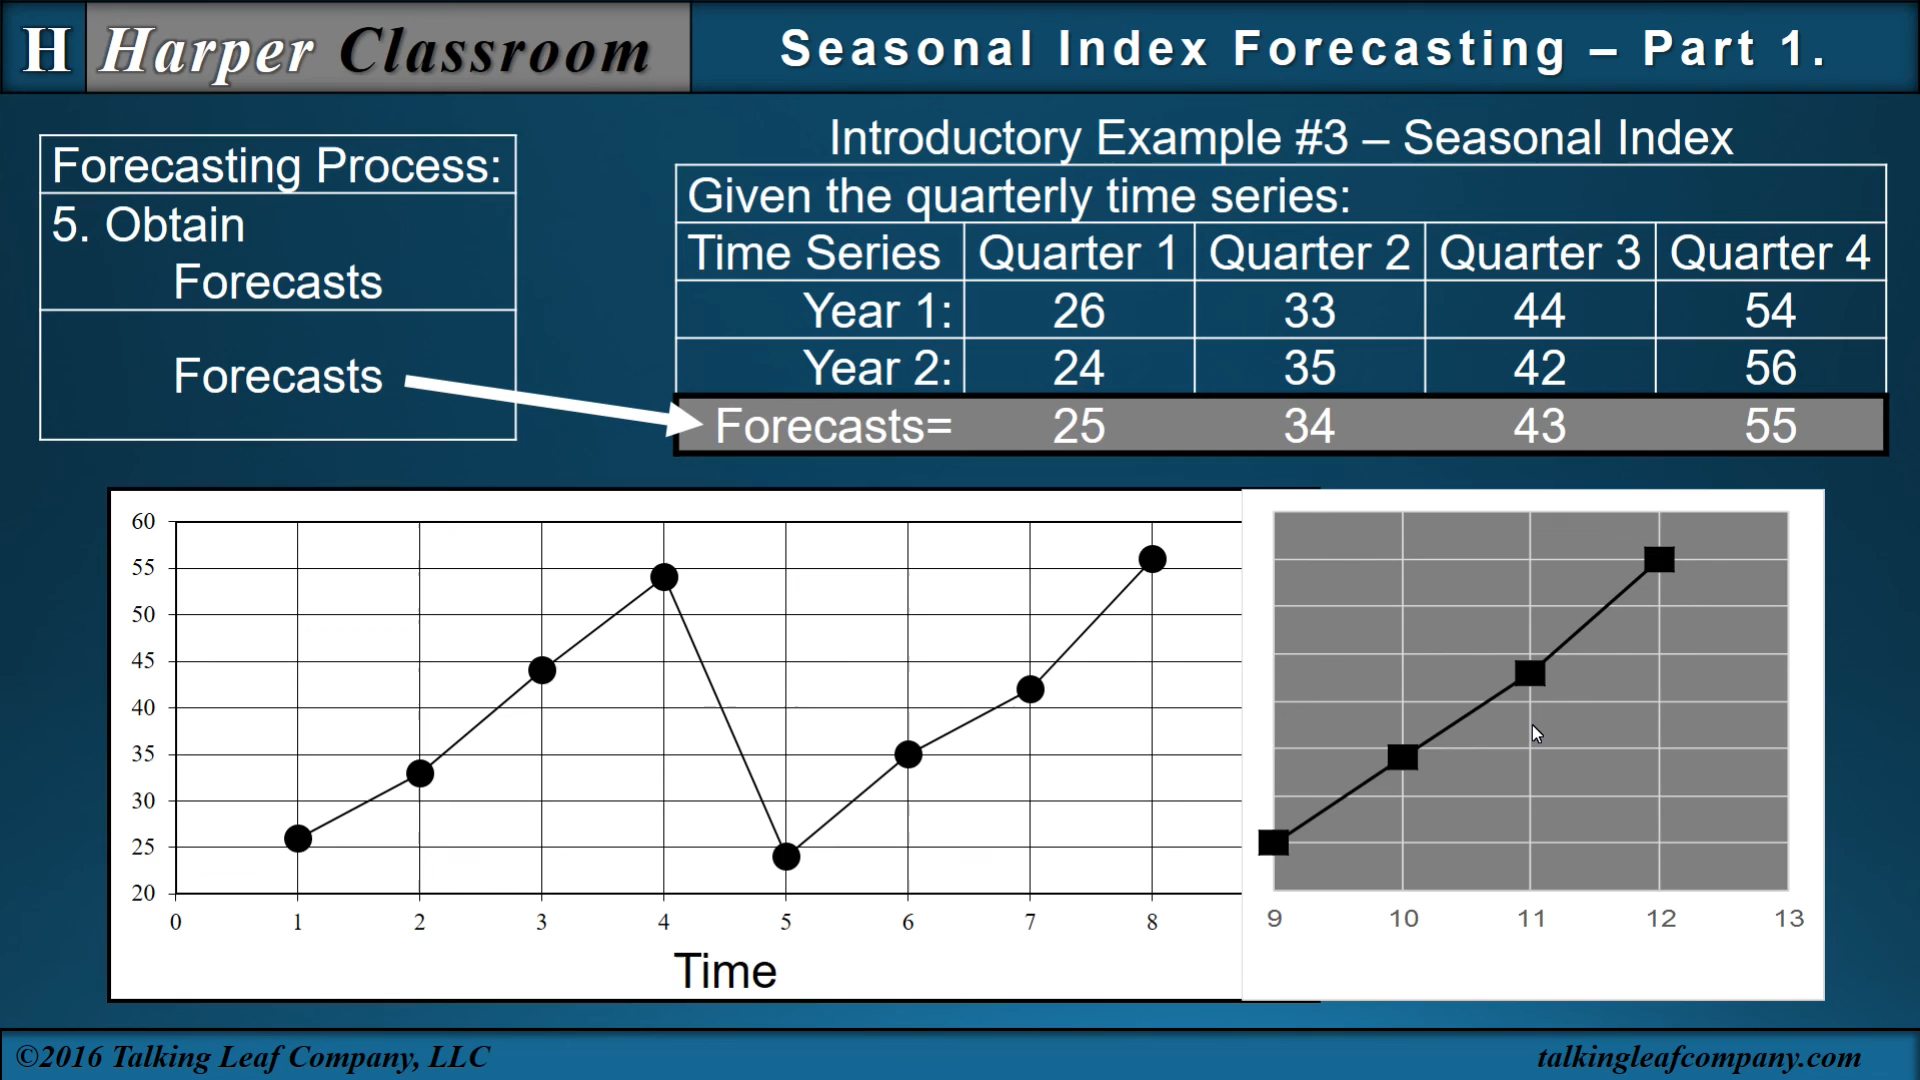 H Harper Classroom
Seasonal Index Forecasting – Part 1.
Forecasting Process:
5. Obtain
Forecasts
Forecasts
Introductory Example #3 – Seasonal Index
Given the quarterly time series:
Time Series Quarter 1 Quarter 2 Quarter 3 Quarter 4
Year 1: 26 33 44 54
Year 2: 24 35 42 56
Forecasts= 25 34 43 55
60
55
50
45
40
35
30
25
20
0 1 2 3 4 5 6 7 8
9 10 11 12 13
Time
©2016 Talking Leaf Company, LLC
talkingleafcompany.com